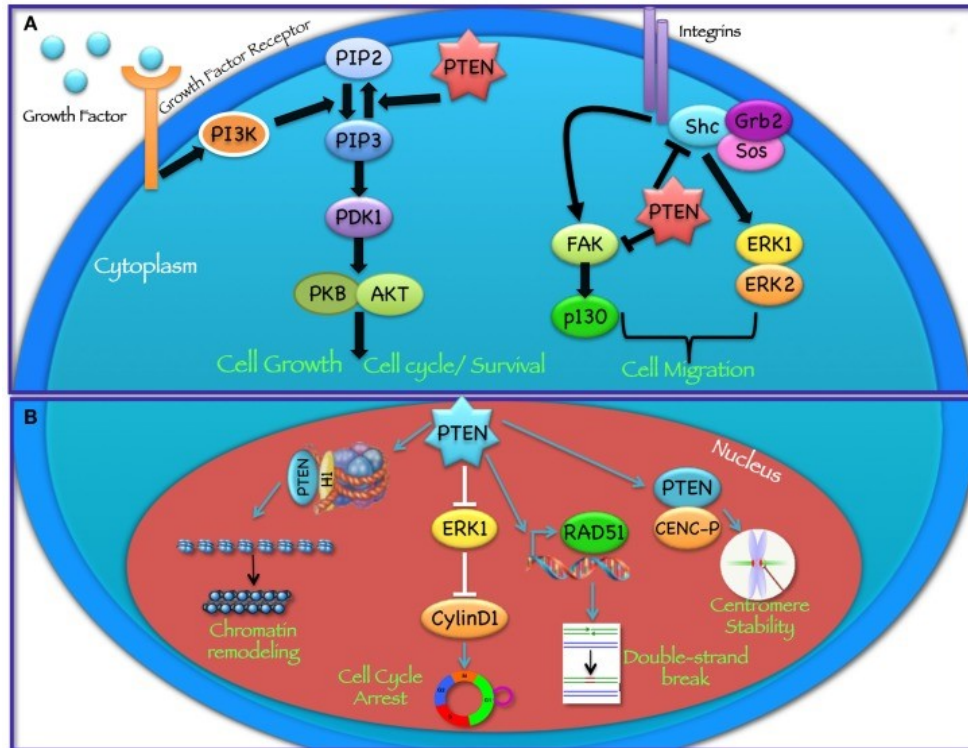 A
Growth Factor
Growth Factor Receptor
PI3K
PIP2
PTEN
PIP3
PDK1
PKB
AKT
Cytoplasm
Cell Growth
Cell cycle/ Survival
Integrins
Shc
Grb2
Sos
PTEN
FAK
ERK1
ERK2
p130
Cell Migration
B
PTEN
Nucleus
PTEN
H1
ERK1
RAD51
PTEN
CENC-P
CylinD1
Chromatin
remodeling
Cell Cycle
Arrest
Double-strand
break
Centromere
Stability